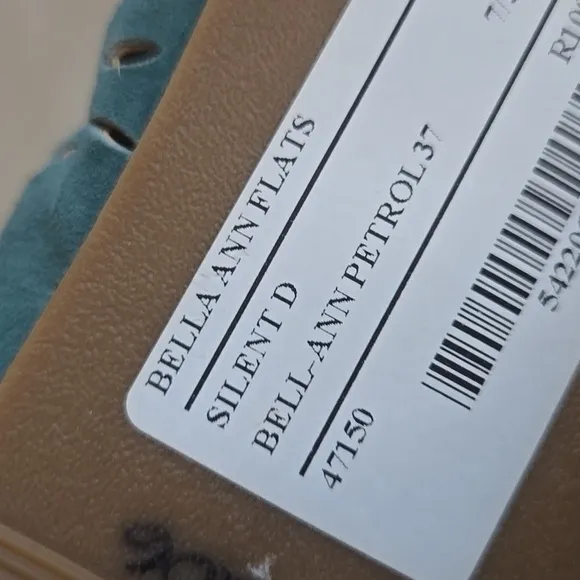 BELLA ANN FLATS
SILENT D
BELL-ANN PETROL 37
47150